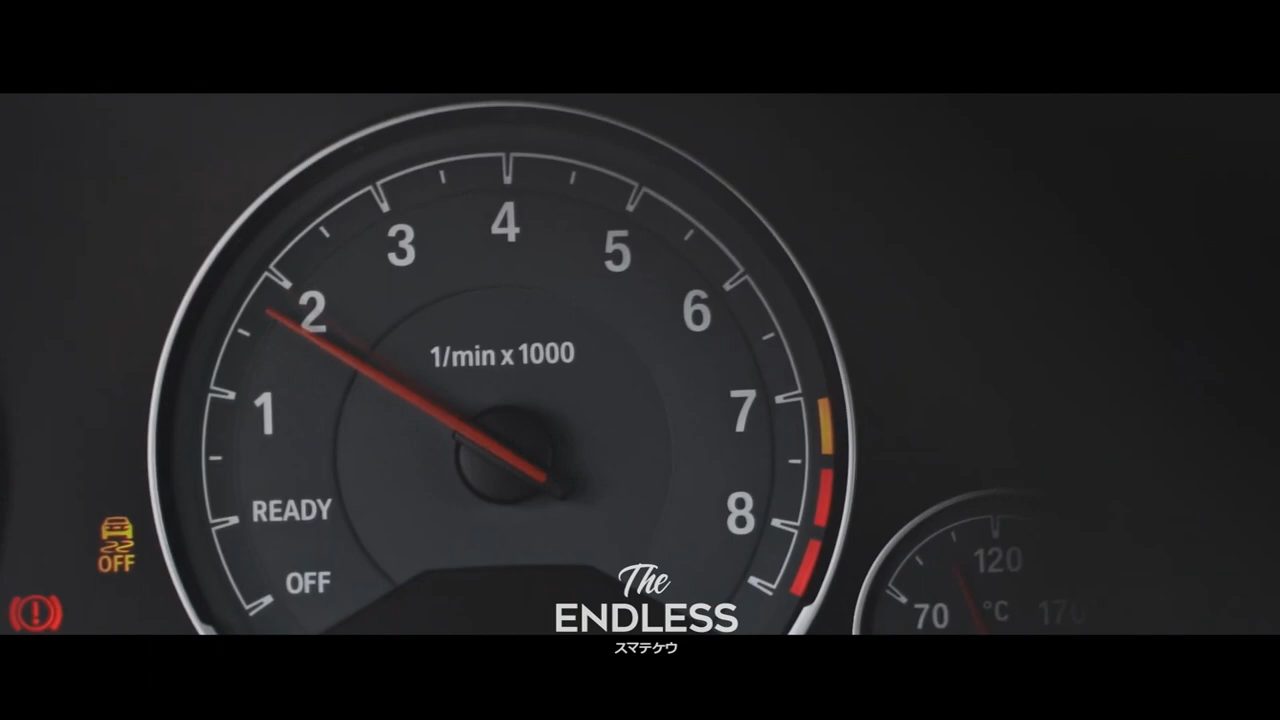 4
3
5
2
6
1/min x 1000
1
7
READY
8
OFF
OFF
120
70
°C
170
The
ENDLESS
スマテケウ